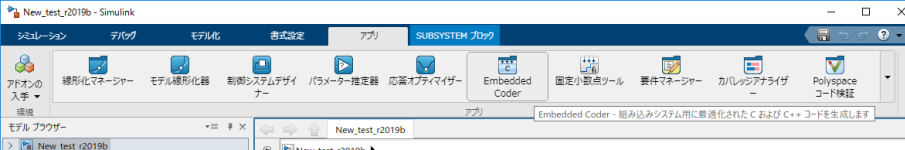 New_test_r2019b - Simulink
シミュレーション デバッグ モデル化 書式設定 アプリ SUBSYSTEM ブロック
アドオンの
入手
線形化マネージャー モデル線形化器 制御システムデザイ
ナー
パラメーター推定器 応答オプティマイザー Embedded
Coder
固定小数点ツール 要件マネージャー カバレッジアナライザ
ー
Polyspace
コード検証
環境 アプリ
Embedded Coder - 組み込みシステム用に最適化された C および C++ コードを生成します
モデル ブラウザー New_test_r2019b
New_test_r2019b New_test_r2019b